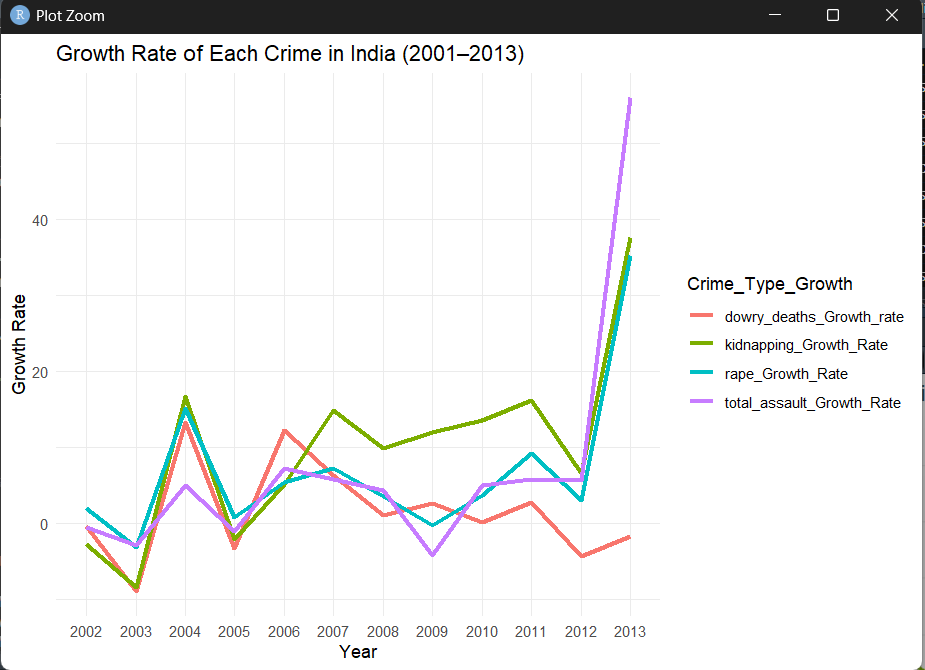 R Plot Zoom
Growth Rate of Each Crime in India (2001–2013)
40
20
0
Growth Rate
2002 2003 2004 2005 2006 2007 2008 2009 2010 2011 2012 2013
Year
Crime_Type_Growth
dowry_deaths_Growth_rate
kidnapping_Growth_Rate
rape_Growth_Rate
total_assault_Growth_Rate